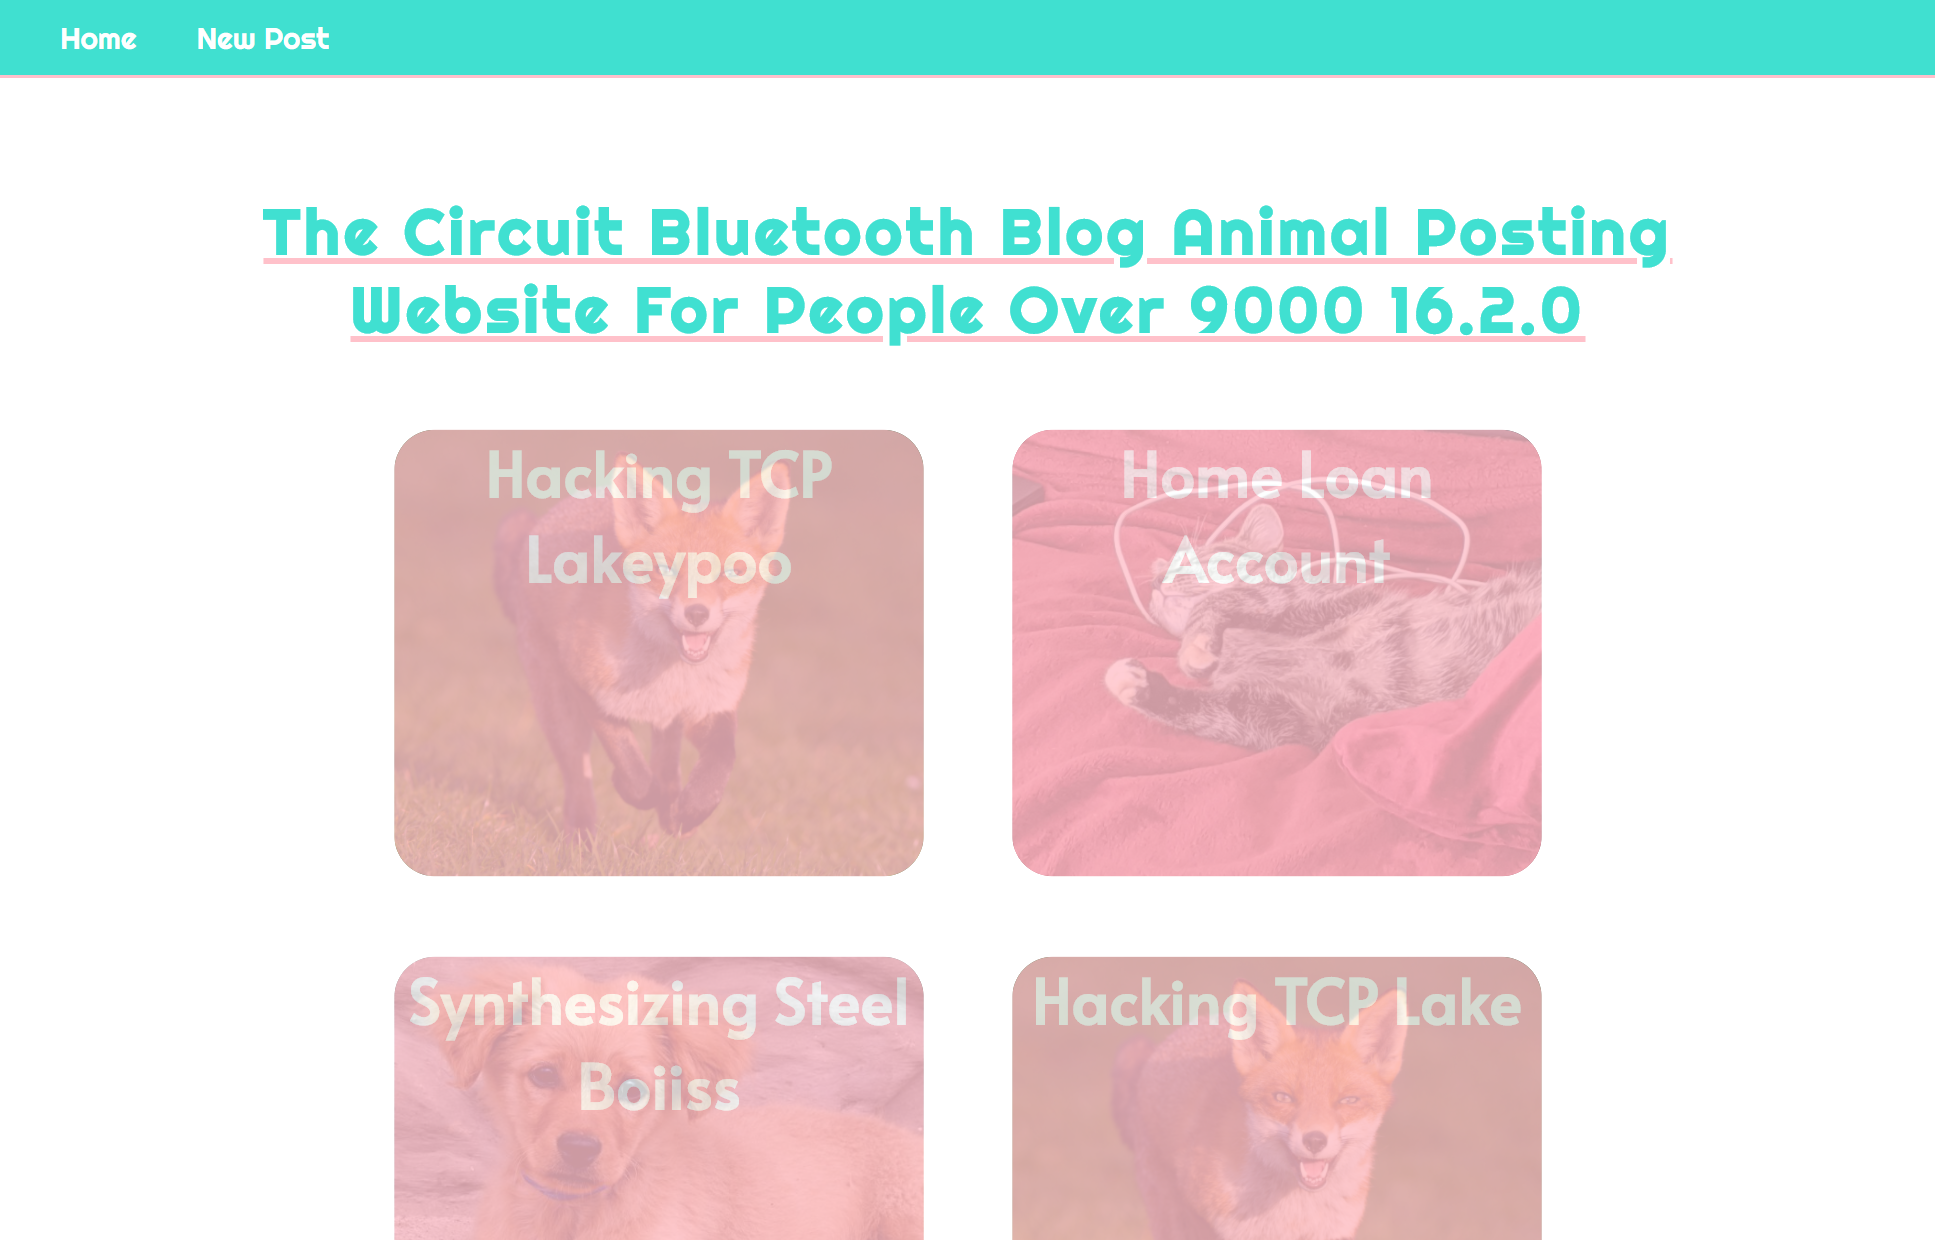 Home New Post
The Circuit Bluetooth Blog Animal Posting
Website For People Over 9000 16.2.0
Hacking TCP
Lakeypoo
Home Loan
Account
Synthesizing Steel
Boiiss
Hacking TCP Lake